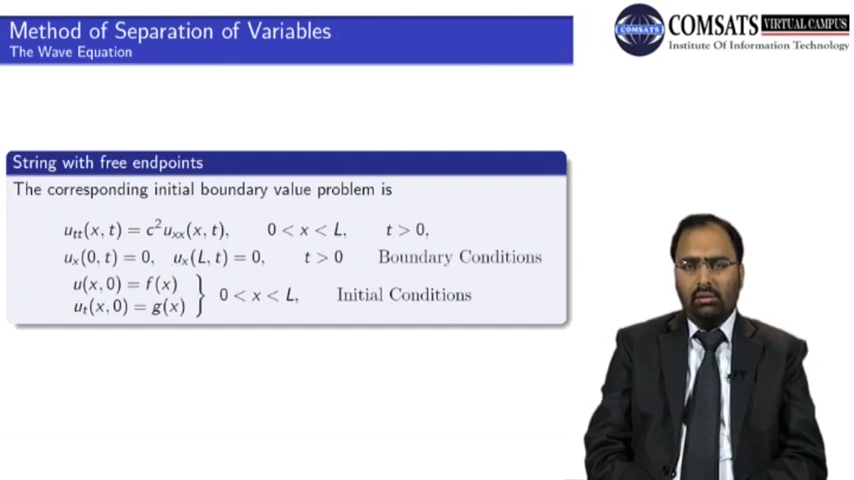 Method of Separation of Variables
The Wave Equation
COMSATS
COMSATS VIRTUAL CAMPUS
Institute Of Information Technology
String with free endpoints
The corresponding initial boundary value problem is
u_tt(x, t) = c²u_xx(x, t), 0 < x < L, t > 0,
u_x(0, t) = 0, u_x(L, t) = 0, t > 0 Boundary Conditions
u(x, 0) = f(x)
u_t(x, 0) = g(x) } 0 < x < L, Initial Conditions